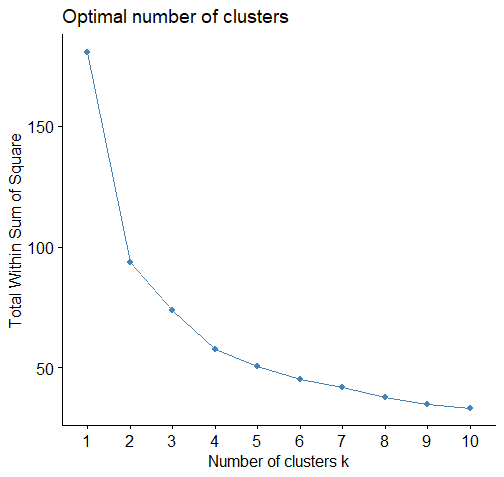 Optimal number of clusters
Total Within Sum of Square
150
100
50
1 2 3 4 5 6 7 8 9 10
Number of clusters k